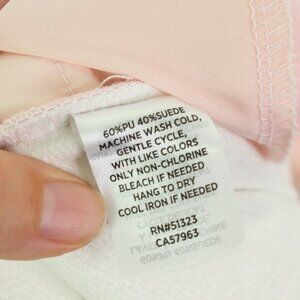 60%PU 40%SUEDE
MACHINE WASH COLD,
GENTLE CYCLE,
WITH LIKE COLORS
ONLY NON-CHLORINE
BLEACH IF NEEDED
HANG TO DRY
COOL IRON IF NEEDED
RN#51323
CA57963